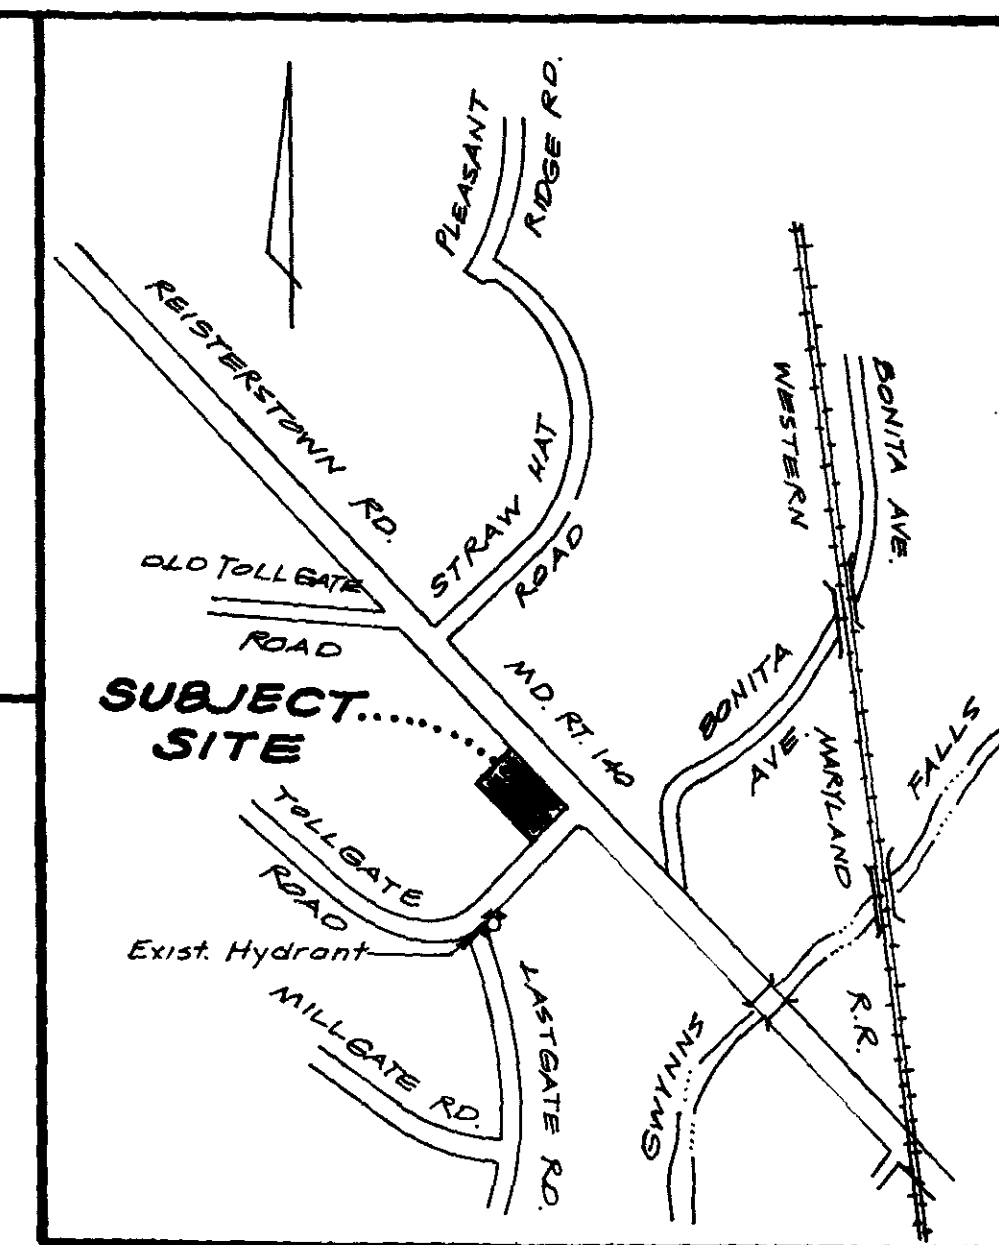 PLEASANT
RIDGE RD.
REISTERSTOWN RD.
STRAW HAT
ROAD
WESTERN
BONITA AVE.
OLD TOLLGATE
ROAD
SUBJECT
SITE
MD. RT. 140
BONITA
AVE.
MARYLAND
FALLS
TOLLGATE
ROAD
Exist. Hydrant
MILLGATE RD.
LASTGATE RD.
GWYNNS
R.R.